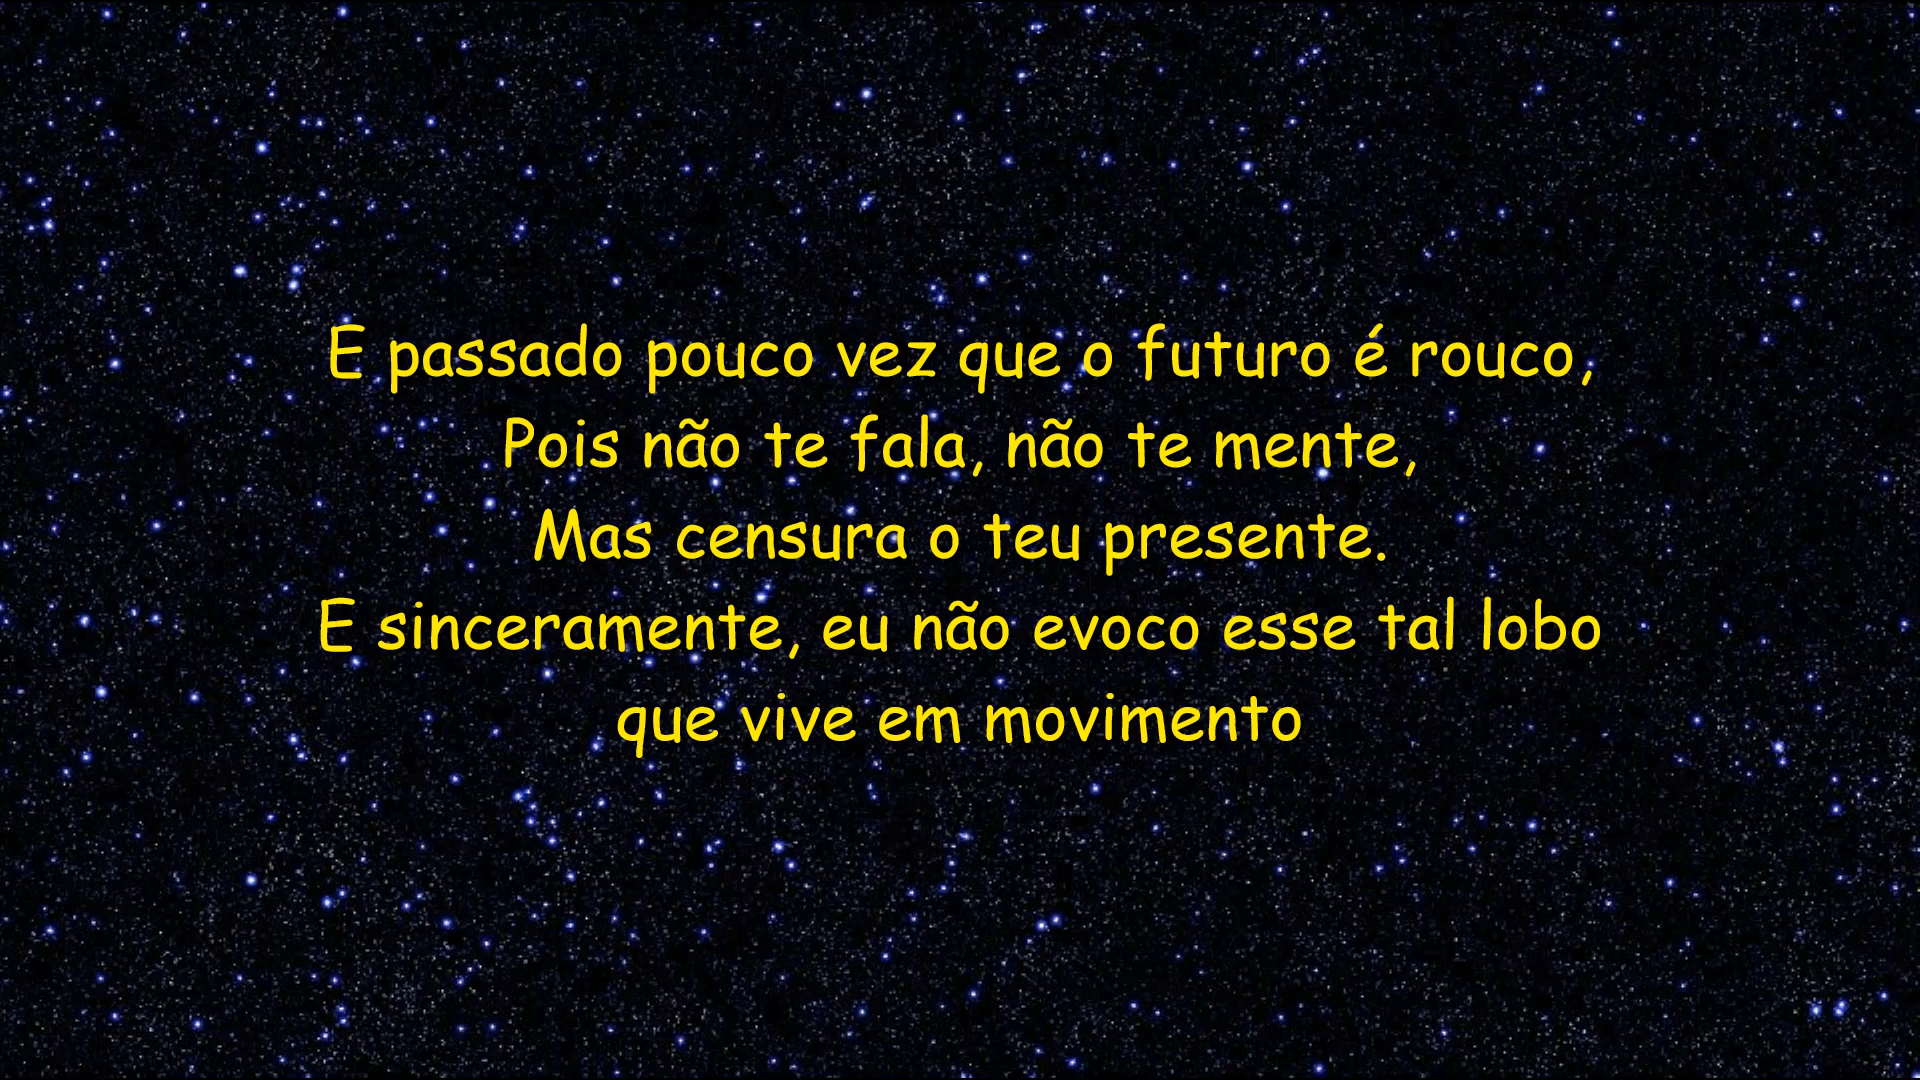 E passado pouco vez que o futuro é rouco,
Pois não te fala, não te mente,
Mas censura o teu presente.
E sinceramente, eu não evoco esse tal lobo
que vive em movimento